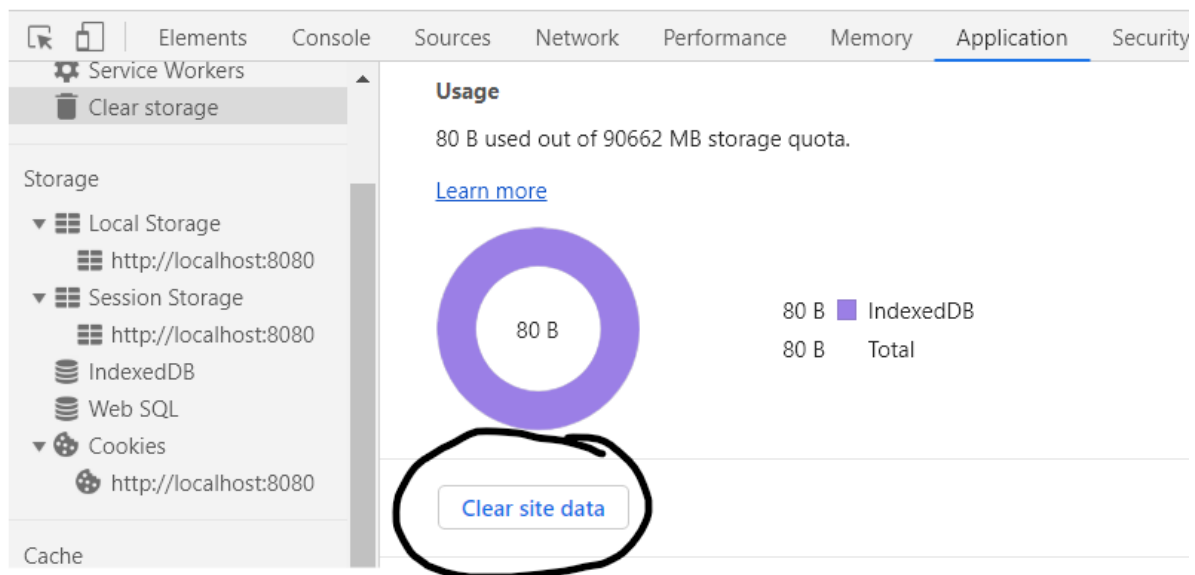 Elements Console Sources Network Performance Memory Application Security
Service Workers
Clear storage
Storage
Local Storage
http://localhost:8080
Session Storage
http://localhost:8080
IndexedDB
Web SQL
Cookies
http://localhost:8080
Cache
Usage
80 B used out of 90662 MB storage quota.
Learn more
80 B
80 B IndexedDB
80 B Total
Clear site data